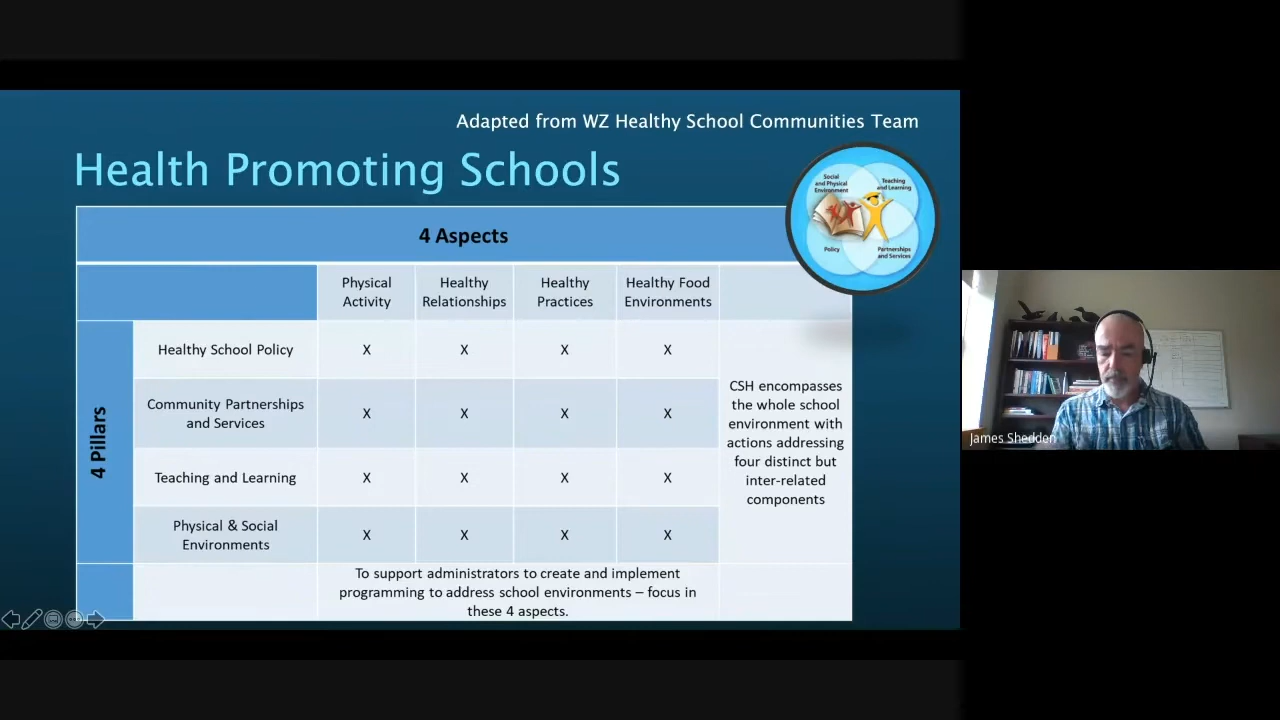 Adapted from WZ Healthy School Communities Team
Health Promoting Schools
Social
and Physical
Environment
Teaching
and Learning
Policy
Partnerships
and Services
4 Aspects
Physical
Activity
Healthy
Relationships
Healthy
Practices
Healthy Food
Environments
4 Pillars
Healthy School Policy
X
X
X
X
Community Partnerships
and Services
X
X
X
X
Teaching and Learning
X
X
X
X
Physical & Social
Environments
X
X
X
X
CSH encompasses
the whole school
environment with
actions addressing
four distinct but
inter-related
components
To support administrators to create and implement
programming to address school environments – focus in
these 4 aspects.
James Shedden